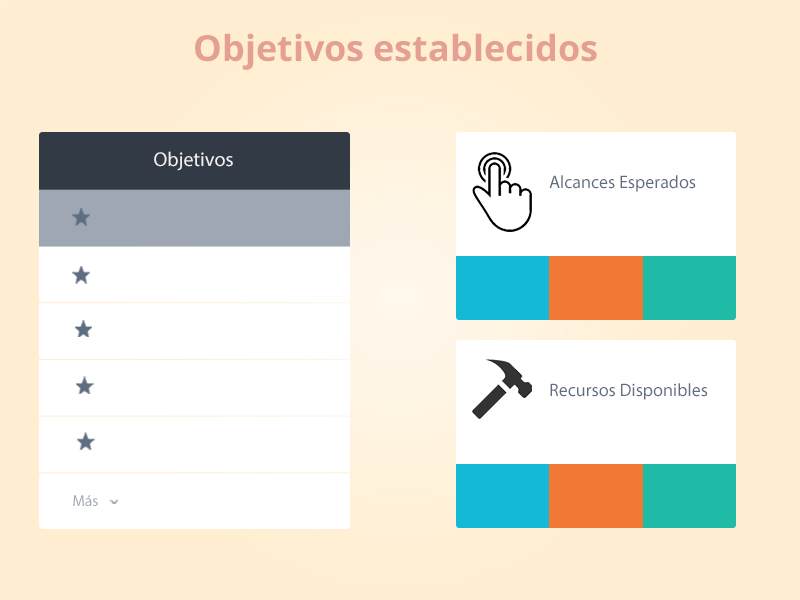 Objetivos establecidos
Objetivos
Más
Alcances Esperados
Recursos Disponibles